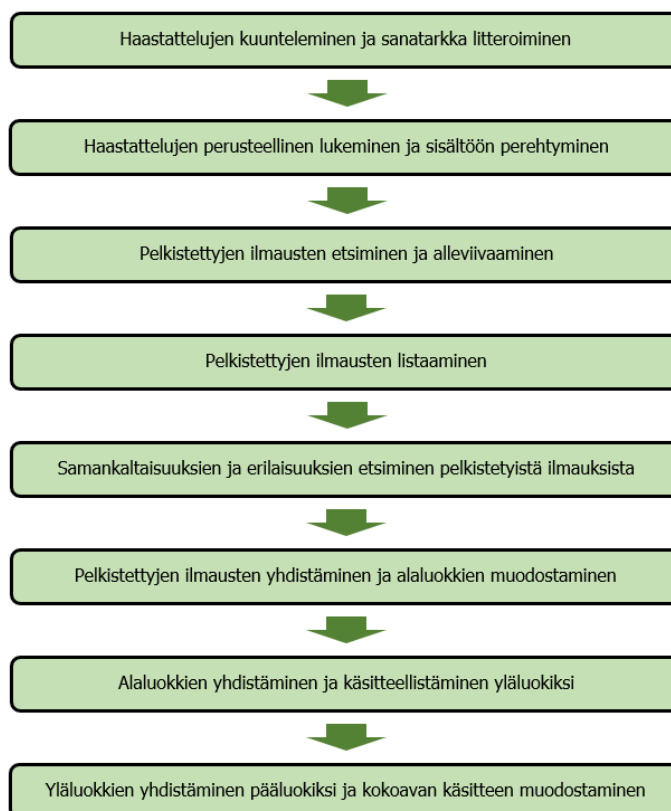 Haastattelujen kuunteleminen ja sanatarkka litteroiminen
Haastattelujen perusteellinen lukeminen ja sisältöön perehtyminen
Pelkistettyjen ilmausten etsiminen ja alleviivaaminen
Pelkistettyjen ilmausten listaaminen
Samankaltaisuuksien ja erilaisuuksien etsiminen pelkistetyistä ilmauksista
Pelkistettyjen ilmausten yhdistäminen ja alaluokkien muodostaminen
Alaluokkien yhdistäminen ja käsitteellistäminen yläluokiksi
Yläluokkien yhdistäminen pääluokiksi ja kokoavan käsitteen muodostaminen